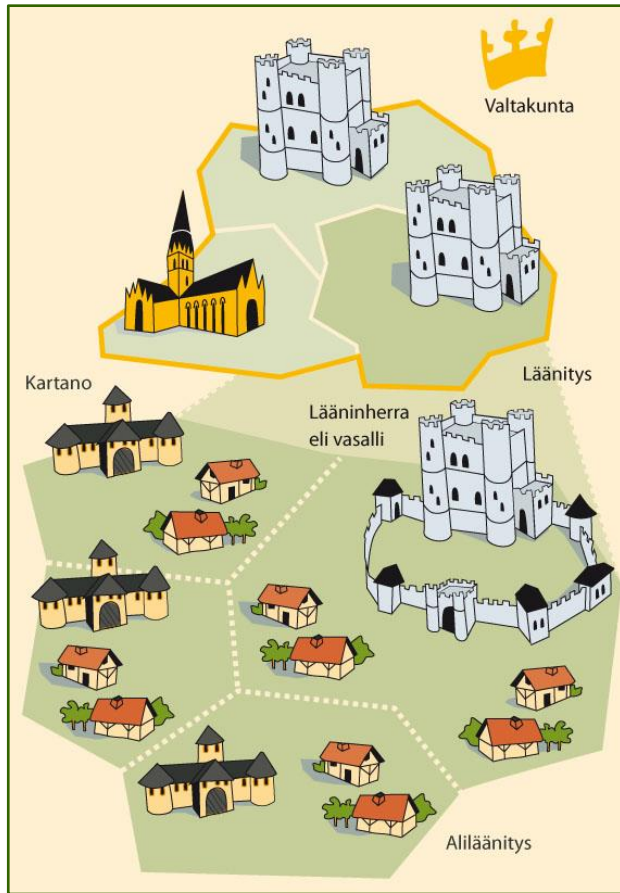 Valtakunta
Läänitys
Kartano
Lääninherra
eli vasalli
Aliläänitys